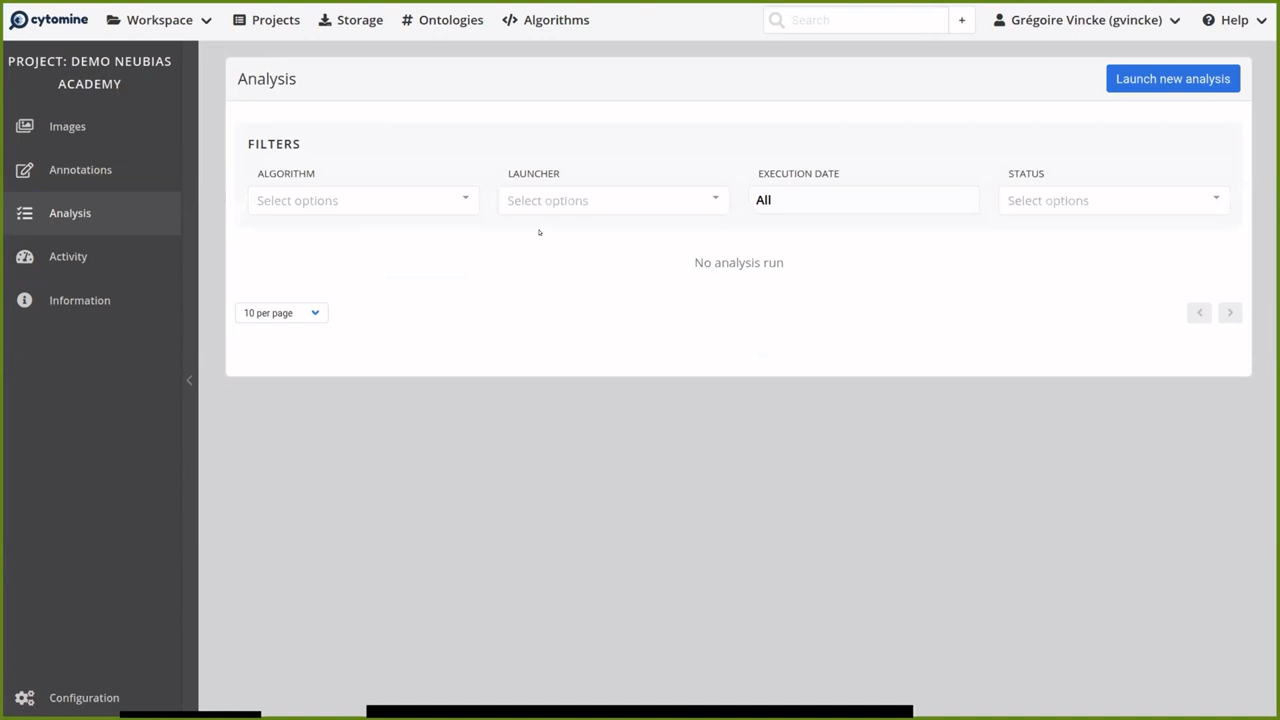 cytomine Workspace Projects Storage Ontologies Algorithms Search + Grégoire Vincke (gvincke) Help
PROJECT: DEMO NEUBIAS
ACADEMY
Images
Annotations
Analysis
Activity
Information
Configuration
Analysis Launch new analysis
FILTERS
ALGORITHM LAUNCHER EXECUTION DATE STATUS
Select options Select options All Select options
No analysis run
10 per page